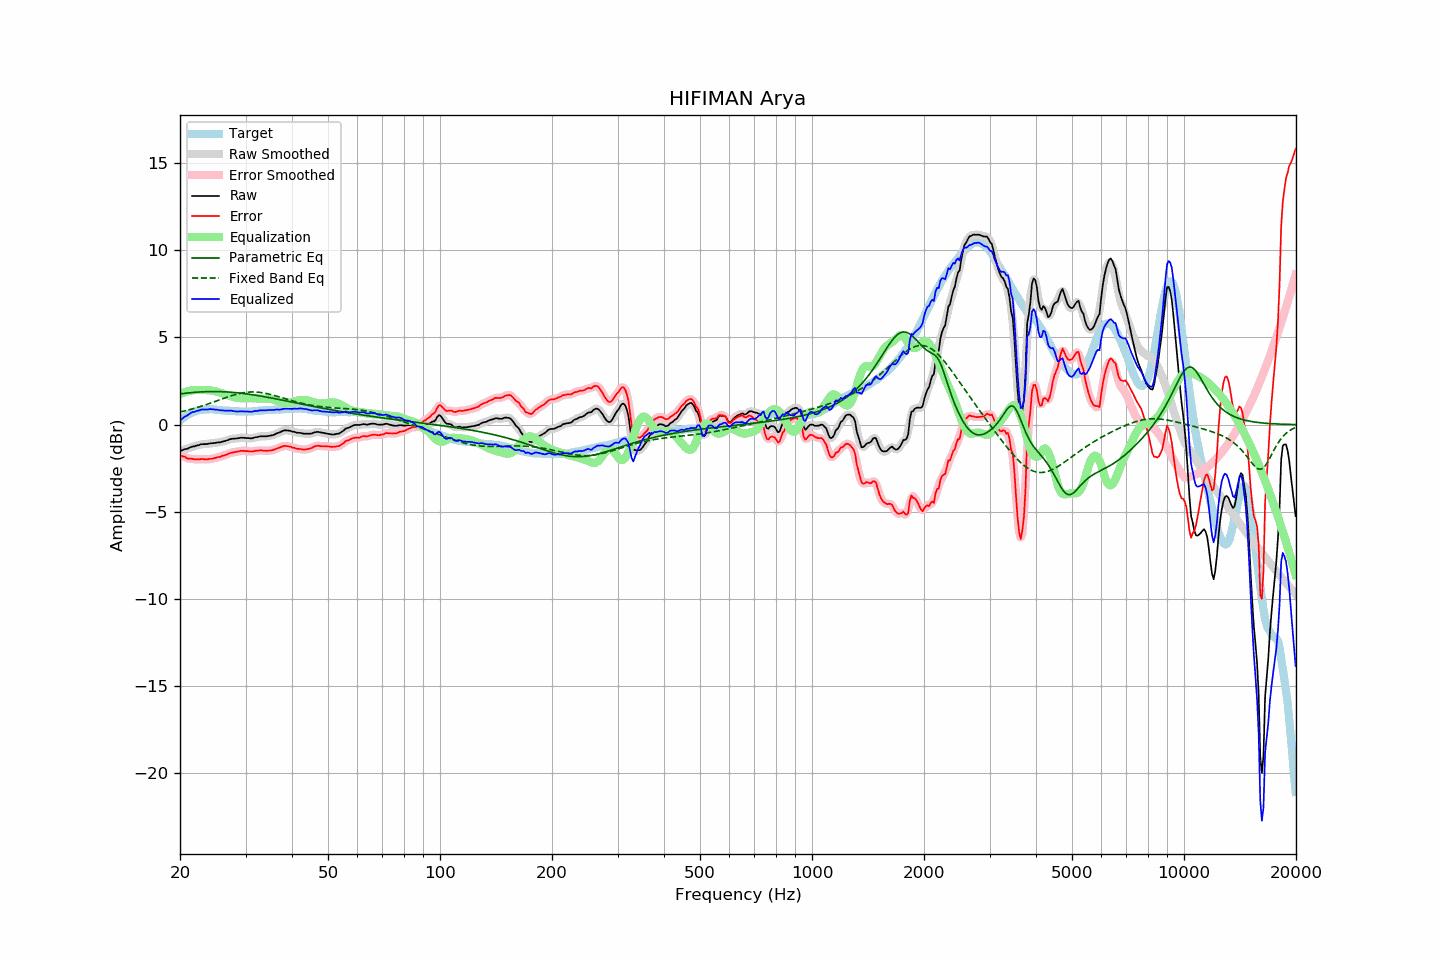 HIFIMAN Arya
Target
Raw Smoothed
Error Smoothed
Raw
Error
Equalization
Parametric Eq
Fixed Band Eq
Equalized
15
10
5
0
−5
−10
−15
−20
Amplitude (dBr)
20
50
100
200
500
1000
2000
5000
10000
20000
Frequency (Hz)